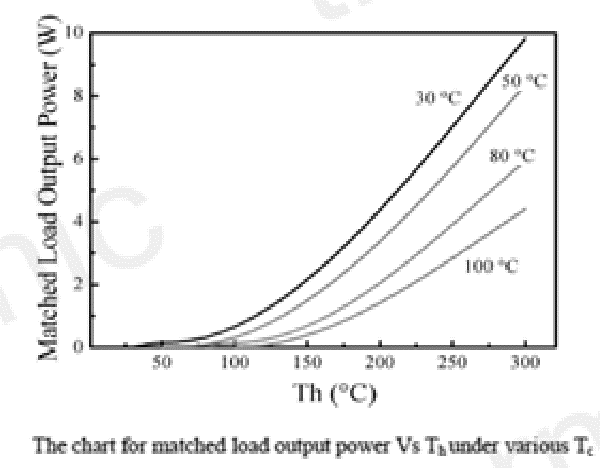 Matched Load Output Power (W)
10
8
6
4
2
0
30 °C
50 °C
80 °C
100 °C
50 100 150 200 250 300
Th (°C)
The chart for matched load output power Vs Th under various Tc